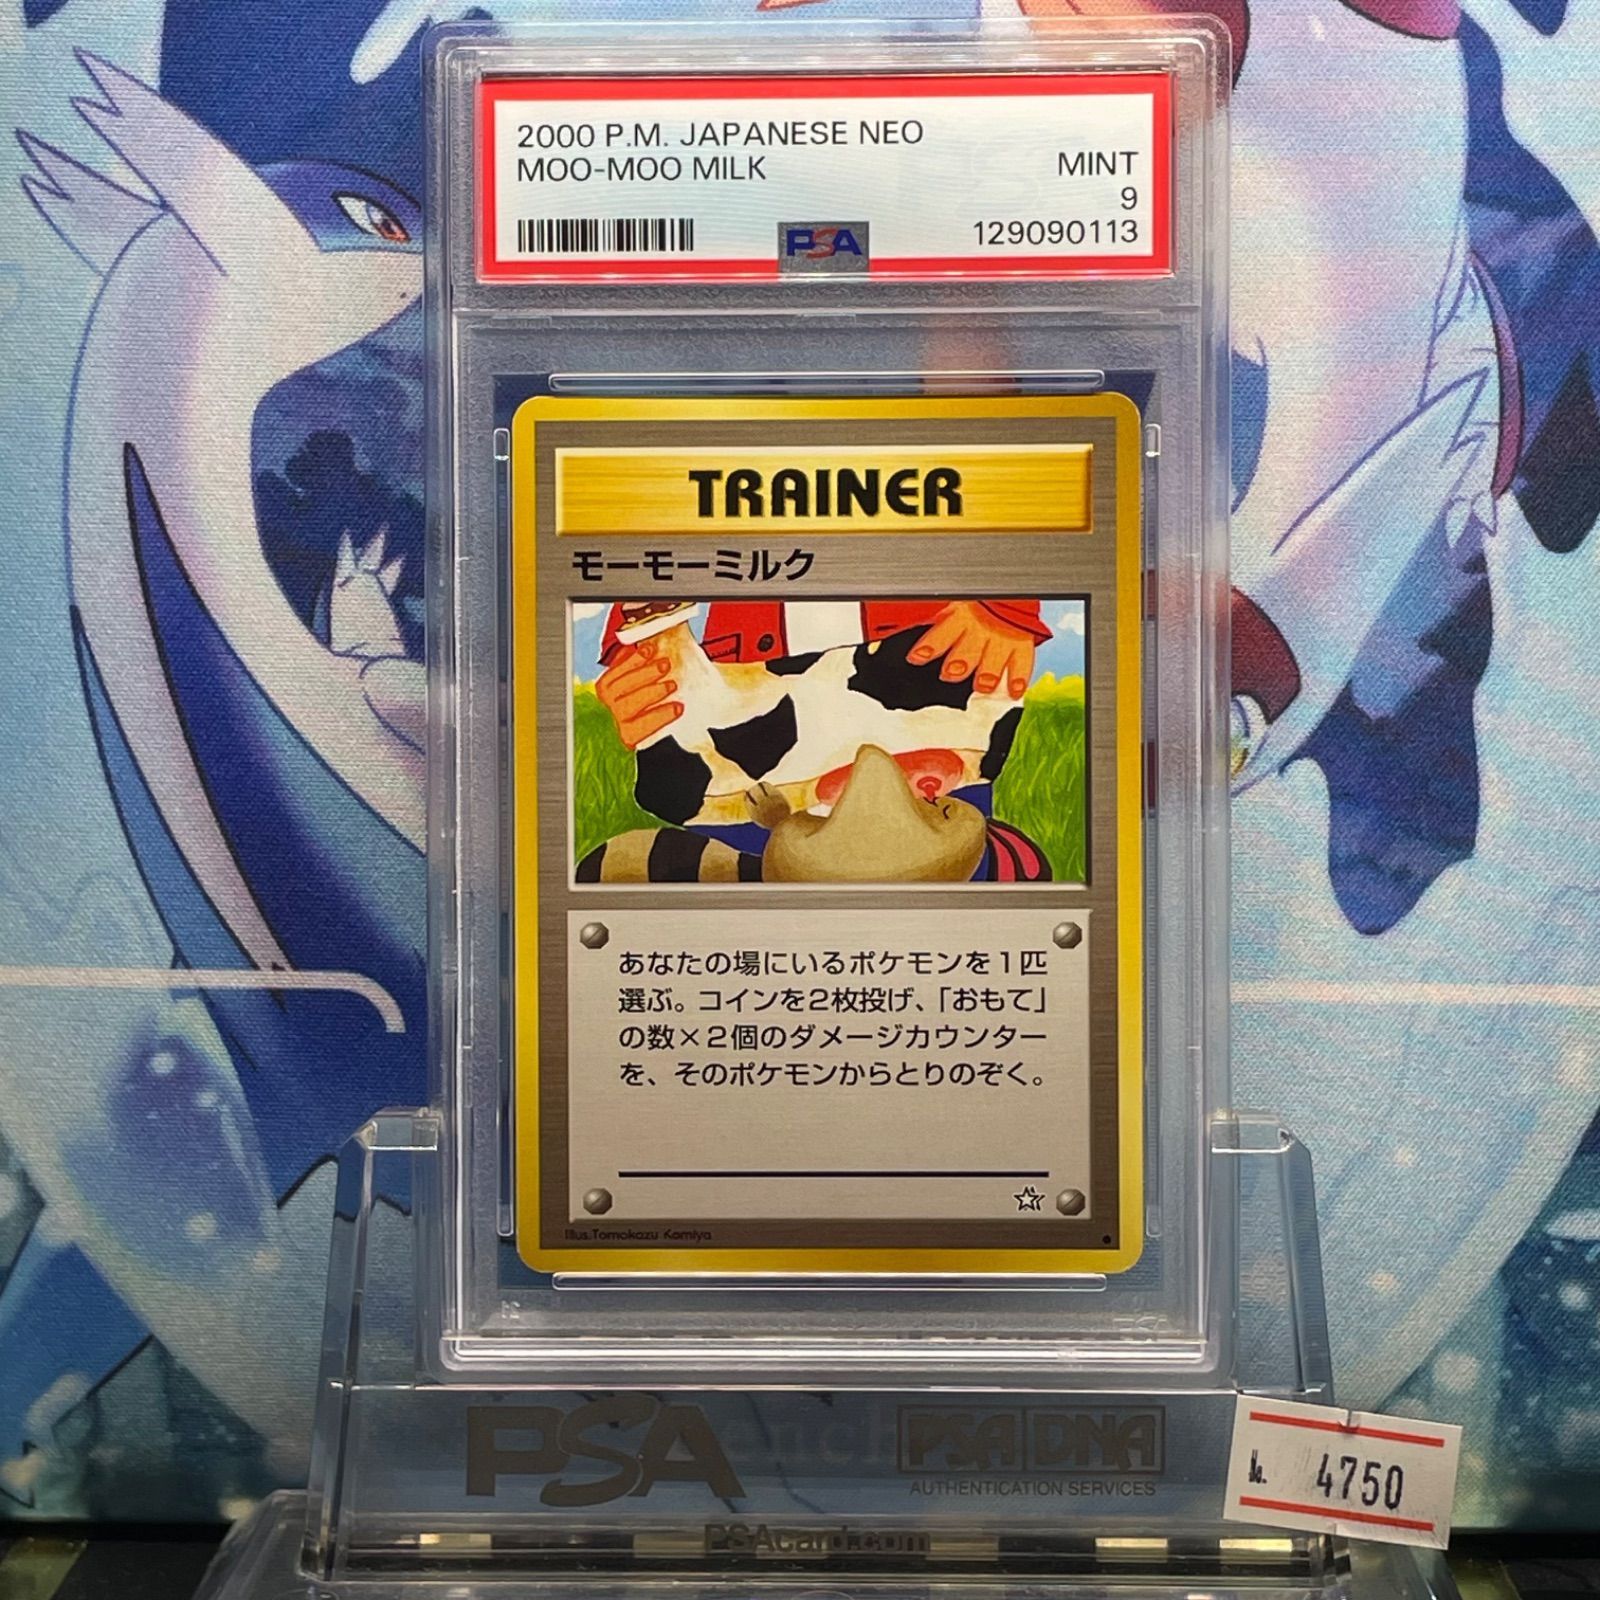 2000 P.M. JAPANESE NEO
MOO-MOO MILK
MINT
9
PSA
129090113
TRAINER
モーモーミルク
あなたの場にいるポケモンを1匹
選ぶ。コインを2枚投げ、「おもて」
の数×2個のダメージカウンター
を、そのポケモンからとりのぞく。
Illus.Tomokazu Komiya
PSA
PSA DNA
AUTHENTICATION SERVICES
PSAcard.com
No. 4750